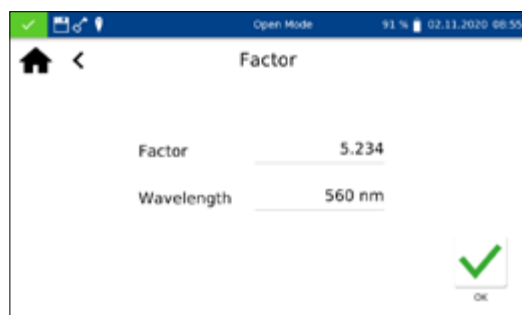 Open Mode 91 % 02.11.2020 08:55
Factor
Factor 5.234
Wavelength 560 nm
OK